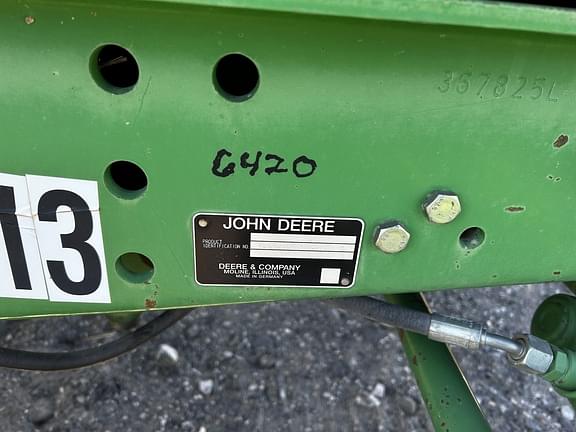 367825L
6420
13
JOHN DEERE
PRODUCT
IDENTIFICATION NO
DEERE & COMPANY
MOLINE, ILLINOIS, USA
MADE IN GERMANY